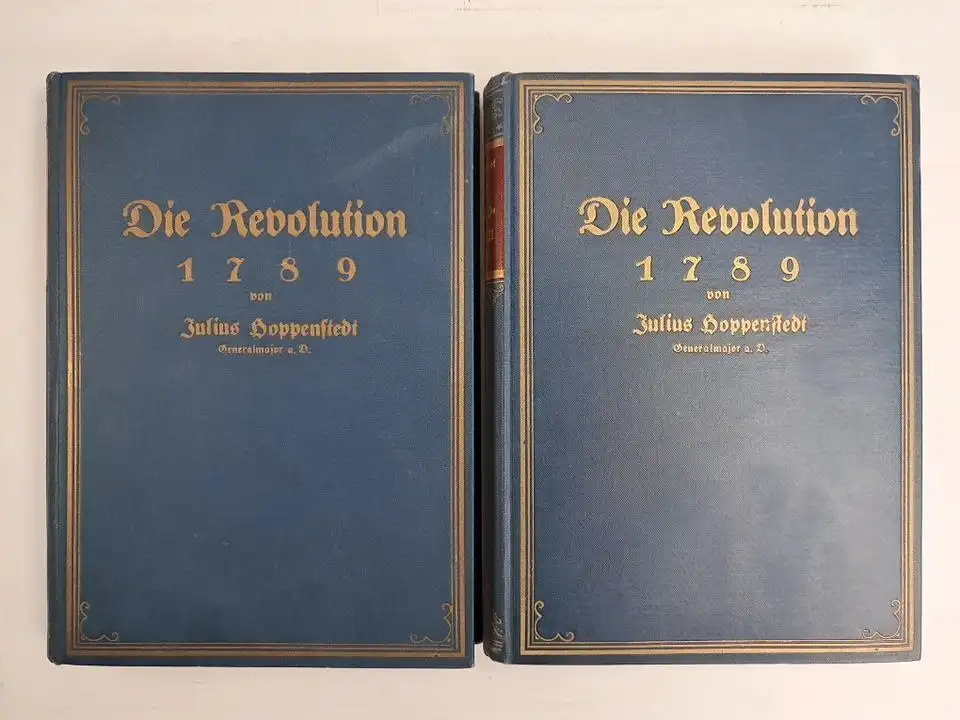 Die Revolution
1789
von
Julius Hoppenstedt
Generalmajor a. D.
Die Revolution
1789
von
Julius Hoppenstedt
Generalmajor a. D.